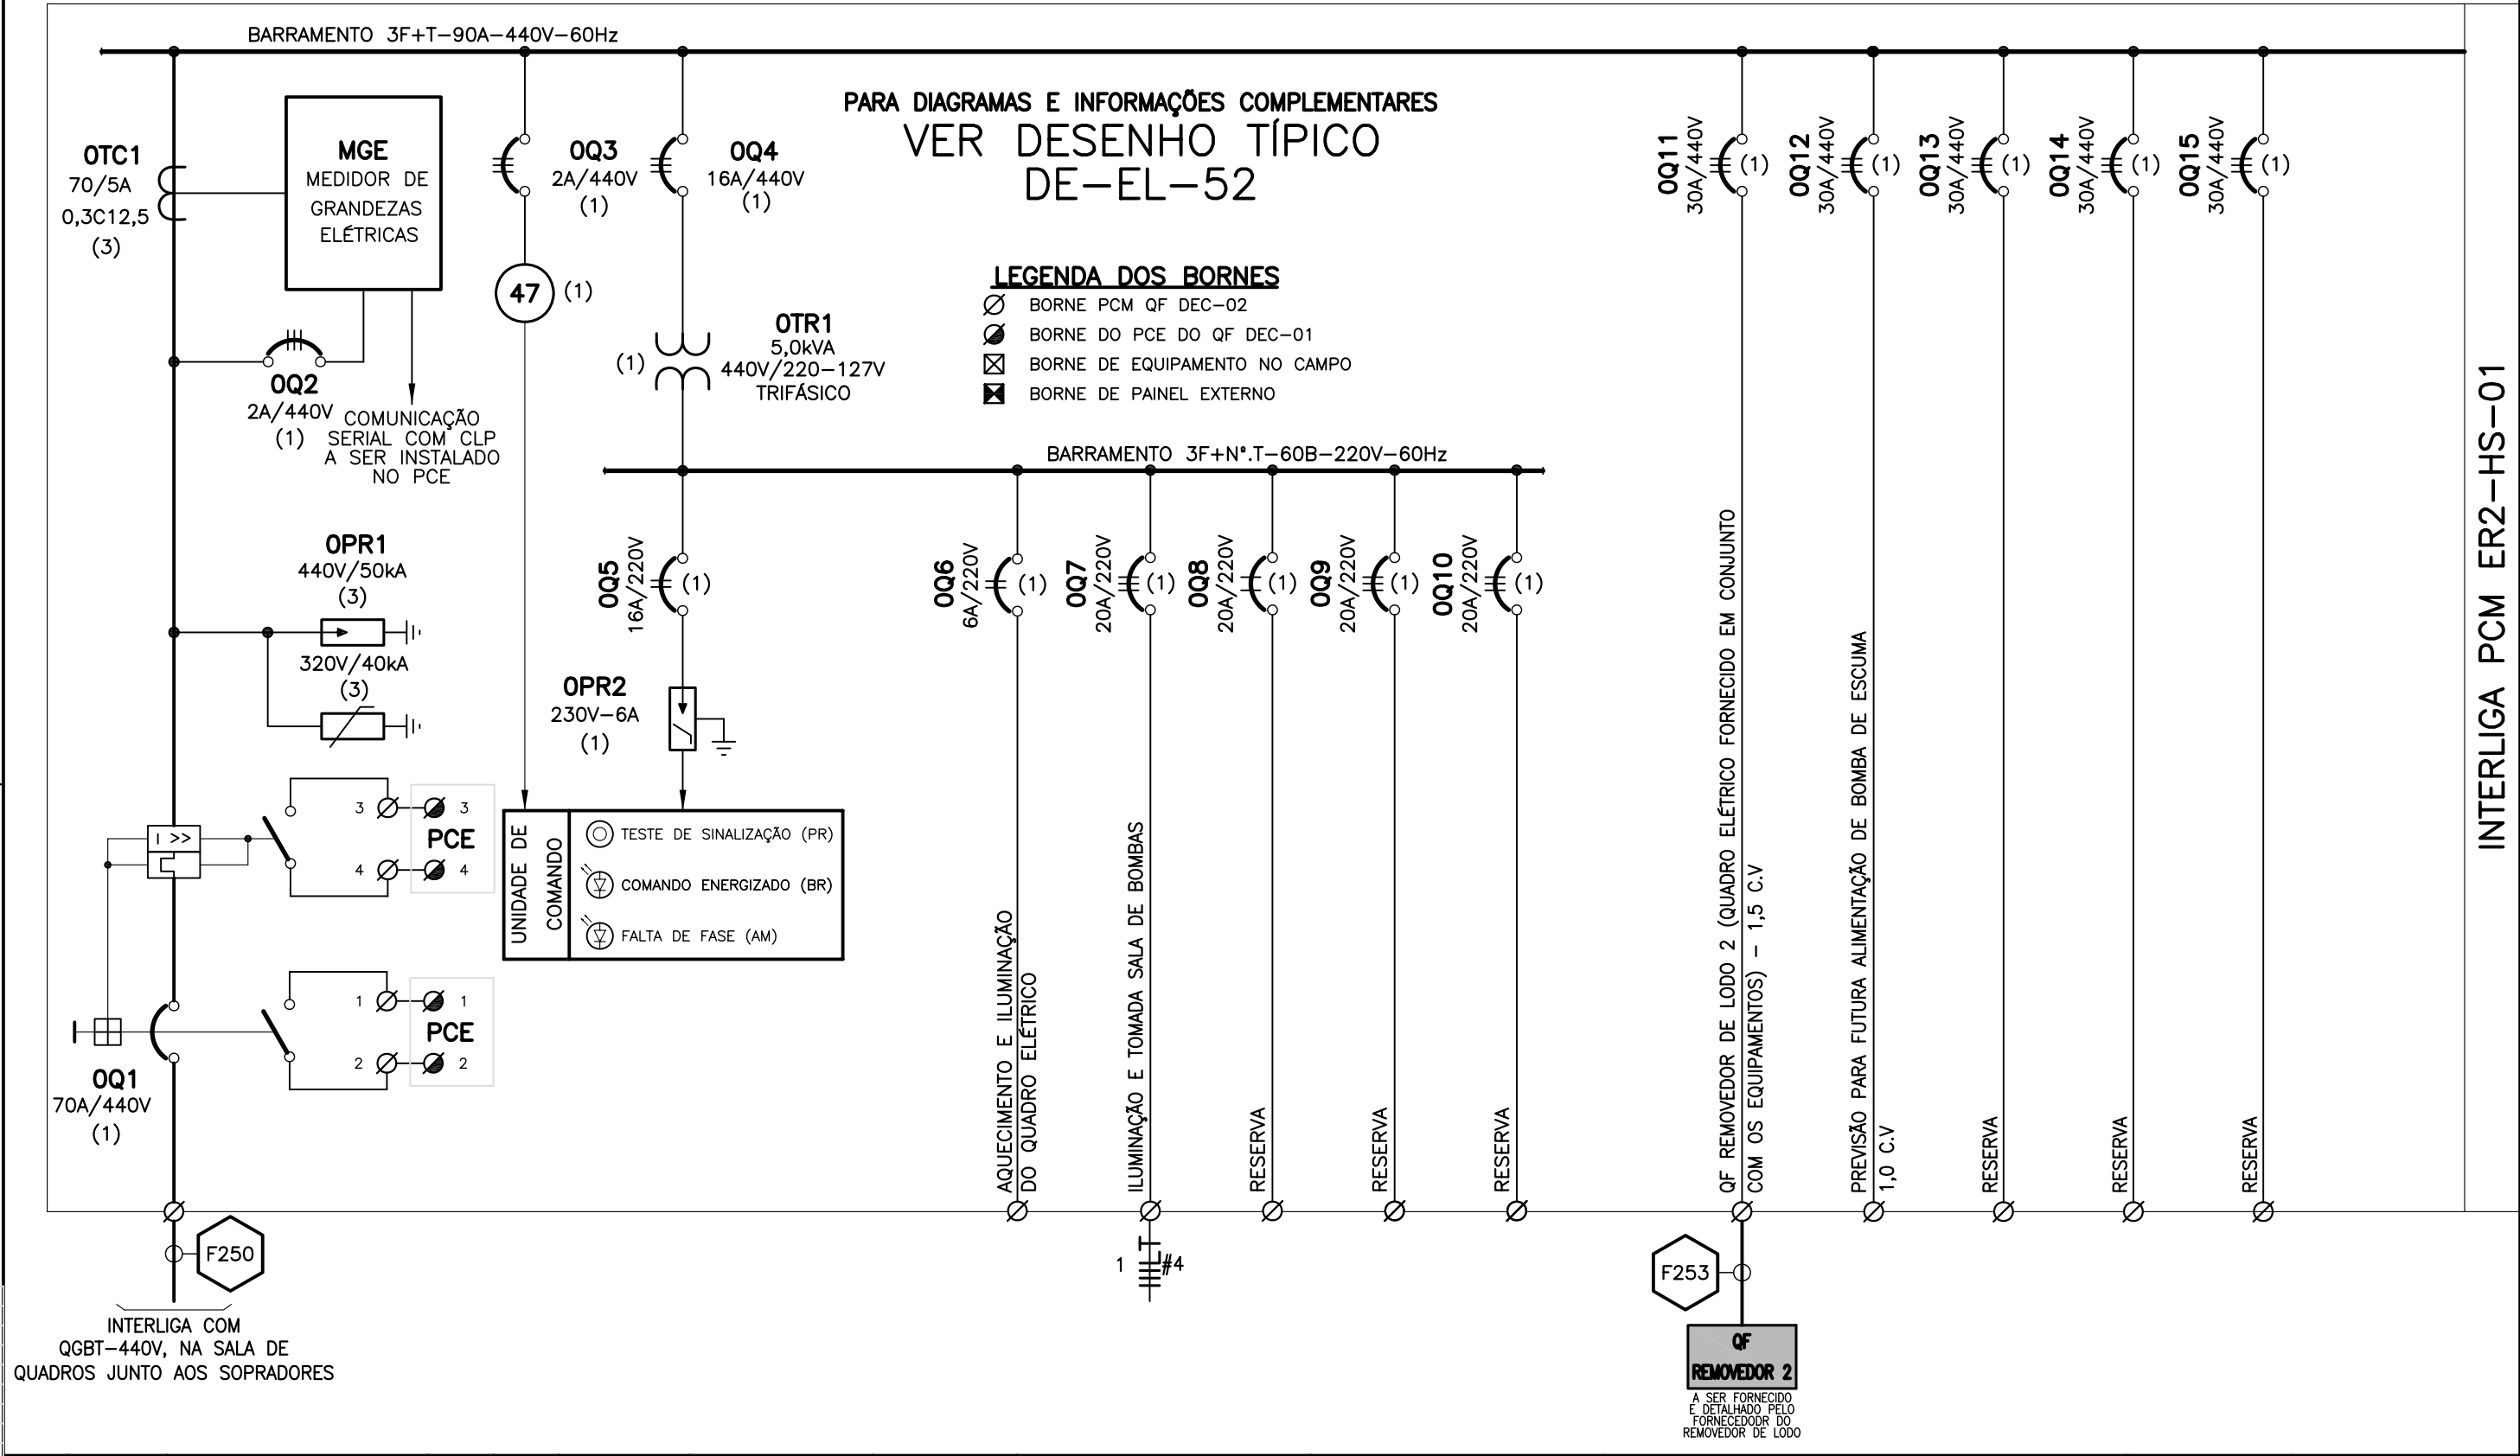 BARRAMENTO 3F+T-90A-440V-60Hz
0TC1
70/5A
0,3C12,5
(3)
MGE
MEDIDOR DE
GRANDEZAS
ELÉTRICAS
0Q2
2A/440V
(1)
COMUNICAÇÃO
SERIAL COM CLP
A SER INSTALADO
NO PCE
0Q3
2A/440V
(1)
47
(1)
0Q4
16A/440V
(1)
0TR1
5,0kVA
440V/220-127V
TRIFÁSICO
(1)
PARA DIAGRAMAS E INFORMAÇÕES COMPLEMENTARES
VER DESENHO TÍPICO
DE-EL-52
LEGENDA DOS BORNES
BORNE PCM QF DEC-02
BORNE DO PCE DO QF DEC-01
BORNE DE EQUIPAMENTO NO CAMPO
BORNE DE PAINEL EXTERNO
BARRAMENTO 3F+Nº.T-60B-220V-60Hz
0PR1
440V/50kA
(3)
320V/40kA
(3)
I >>
3
3
PCE
4
4
1
1
PCE
2
2
0Q1
70A/440V
(1)
F250
INTERLIGA COM
QGBT-440V, NA SALA DE
QUADROS JUNTO AOS SOPRADORES
0Q5
16A/220V
(1)
0PR2
230V-6A
(1)
UNIDADE DE
COMANDO
TESTE DE SINALIZAÇÃO (PR)
COMANDO ENERGIZADO (BR)
FALTA DE FASE (AM)
0Q6
6A/220V
(1)
AQUECIMENTO E ILUMINAÇÃO
DO QUADRO ELÉTRICO
0Q7
20A/220V
(1)
ILUMINAÇÃO E TOMADA SALA DE BOMBAS
1
#4
0Q8
20A/220V
(1)
RESERVA
0Q9
20A/220V
(1)
RESERVA
0Q10
20A/220V
(1)
RESERVA
0Q11
30A/440V
(1)
QF REMOVEDOR DE LODO 2 (QUADRO ELÉTRICO FORNECIDO EM CONJUNTO
COM OS EQUIPAMENTOS) - 1,5 C.V
F253
QF
REMOVEDOR 2
A SER FORNECIDO
E DETALHADO PELO
FORNECEDODR DO
REMOVEDOR DE LODO
0Q12
30A/440V
(1)
PREVISÃO PARA FUTURA ALIMENTAÇÃO DE BOMBA DE ESCUMA
1,0 C.V
0Q13
30A/440V
(1)
RESERVA
0Q14
30A/440V
(1)
RESERVA
0Q15
30A/440V
(1)
RESERVA
INTERLIGA PCM ER2-HS-01